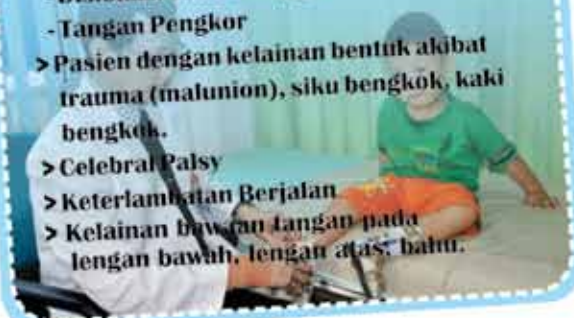 -Tangan Pengkor
> Pasien dengan kelainan bentuk akibat
trauma (malunion), siku bengkok, kaki
bengkok.
> Celebral Palsy
> Keterlambatan Berjalan
> Kelainan bawaan tangan pada
lengan bawah, lengan atas, bahu.